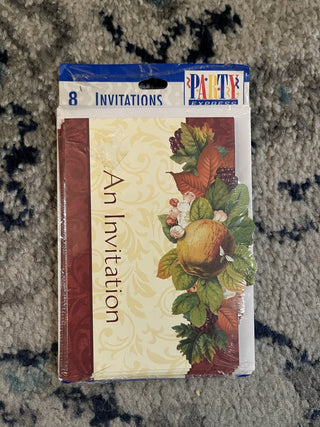 8 INVITATIONS
PARTY
EXPRESS
An Invitation